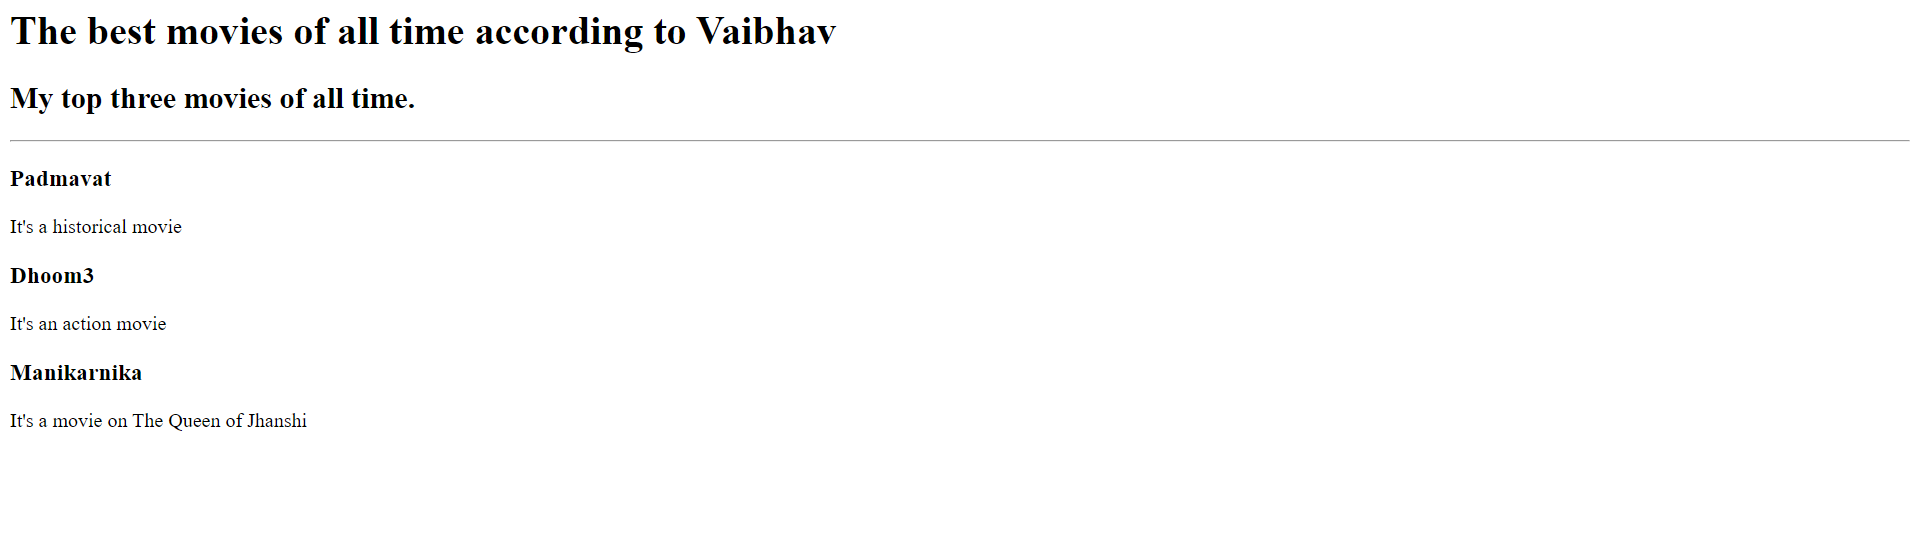 The best movies of all time according to Vaibhav
My top three movies of all time.
Padmavat
It's a historical movie
Dhoom3
It's an action movie
Manikarnika
It's a movie on The Queen of Jhanshi